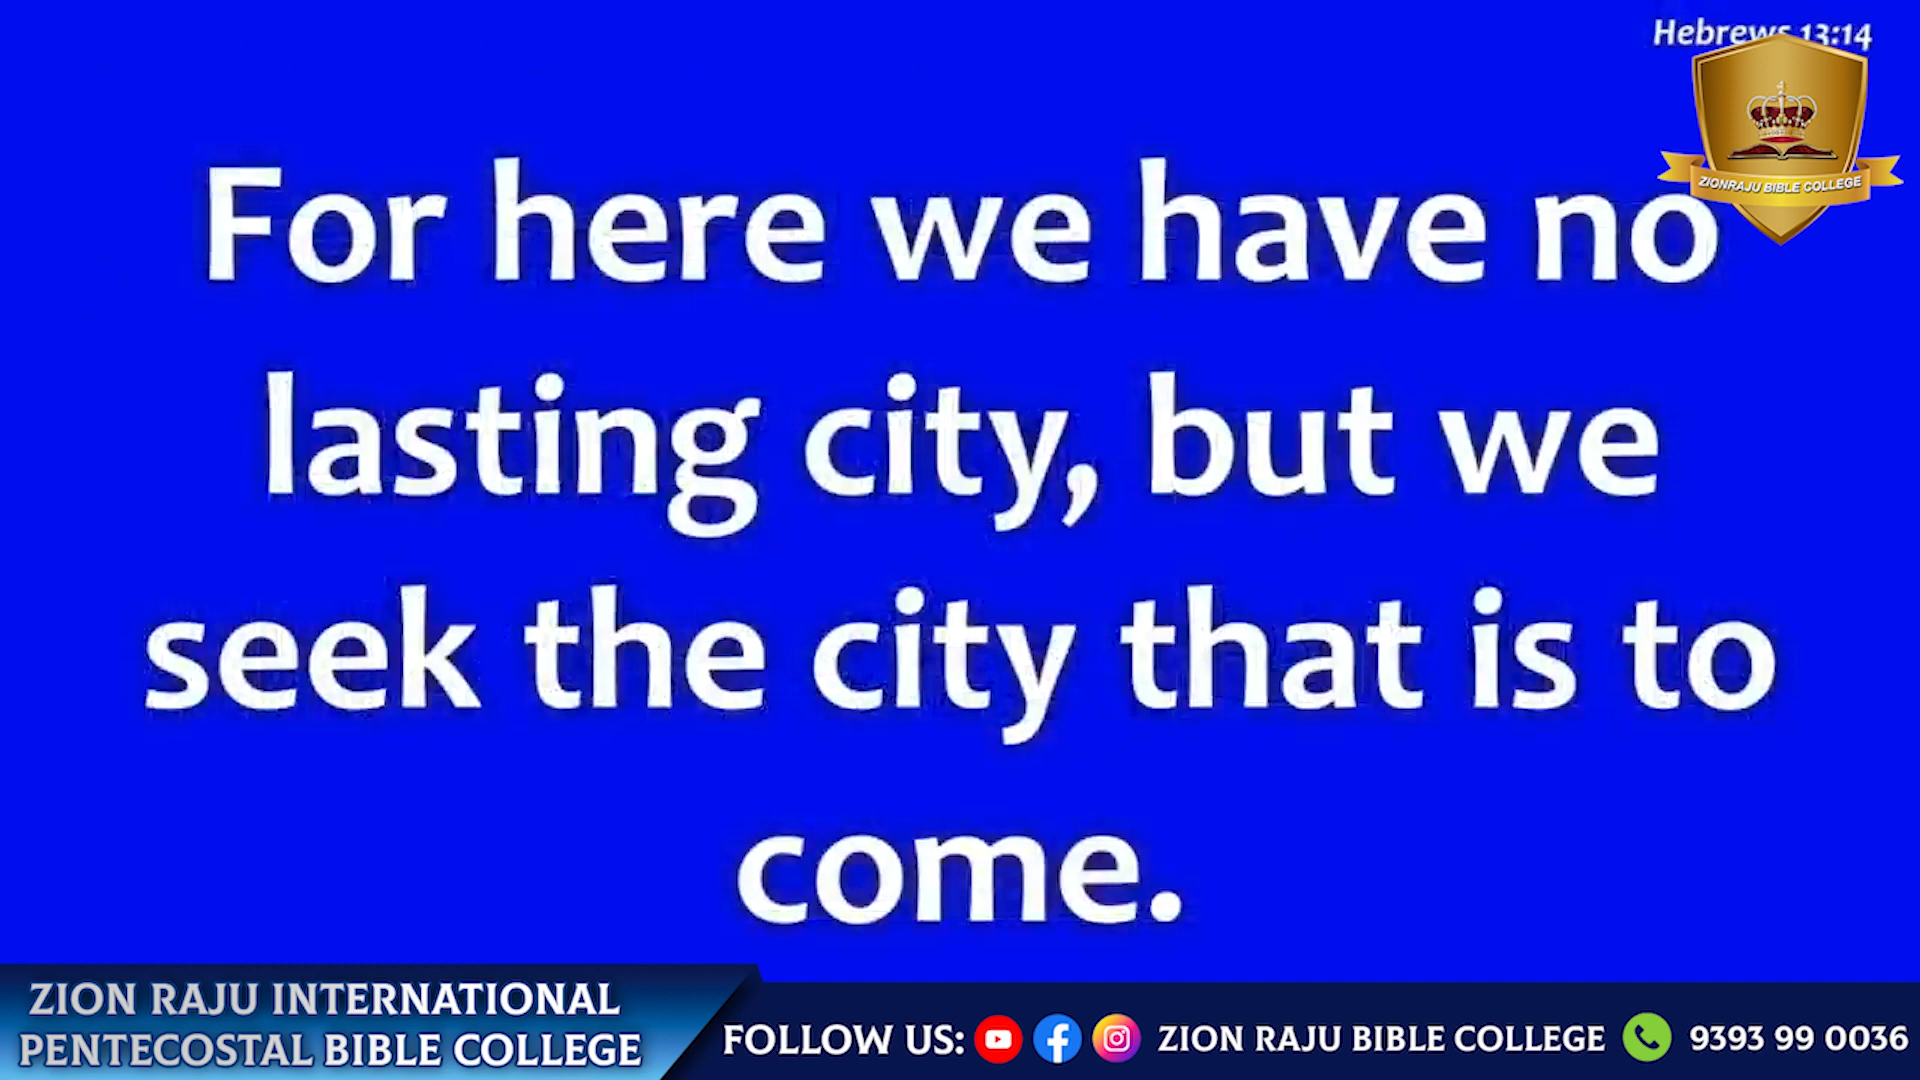 Hebrews 13:14
ZIONRAJU BIBLE COLLEGE
For here we have no
lasting city, but we
seek the city that is to
come.
ZION RAJU INTERNATIONAL
PENTECOSTAL BIBLE COLLEGE
FOLLOW US: ZION RAJU BIBLE COLLEGE 9393 99 0036